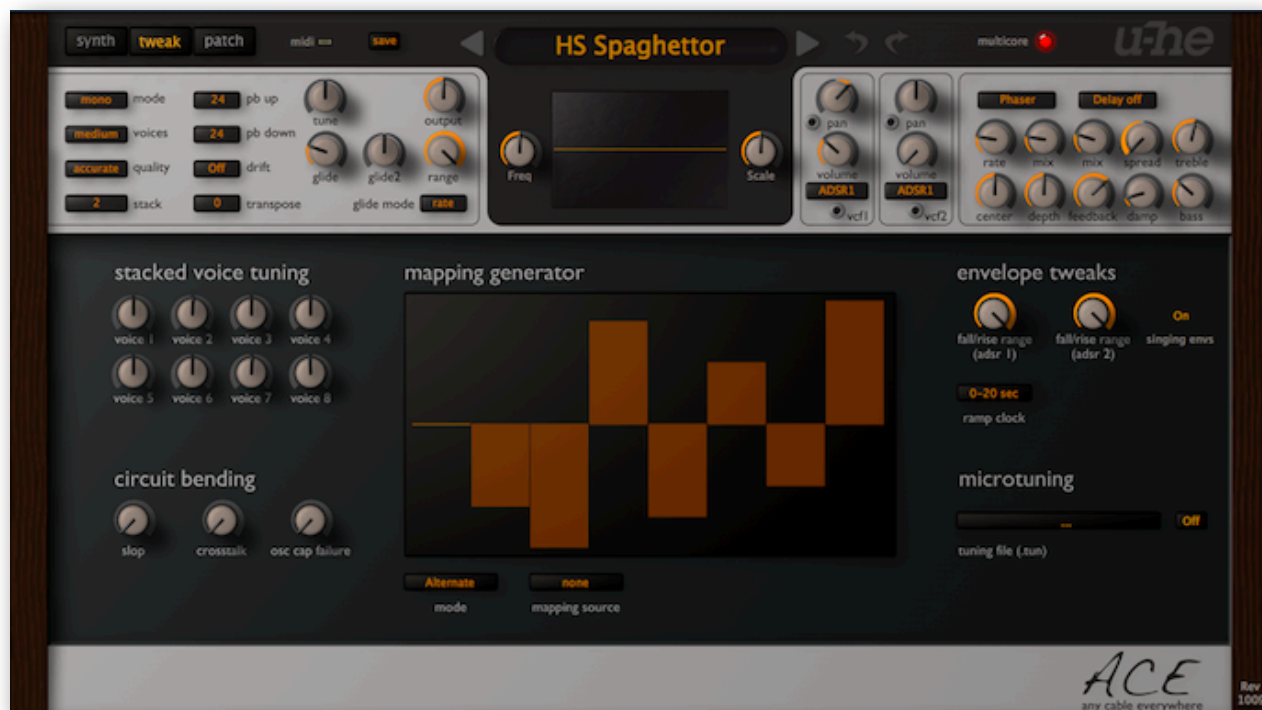 synth tweak patch midi save HS Spaghettor multicore u-he
mono mode 24 pb up
medium voices 24 pb down
accurate quality Off drift
2 stack 0 transpose
tune output
glide glide2 range
glide mode rate
Freq Scale
pan pan
volume volume
ADSR1 ADSR1
vcf1 vcf2
Phaser Delay off
rate mix mix spread treble
center depth feedback damp bass
stacked voice tuning
voice 1 voice 2 voice 3 voice 4
voice 5 voice 6 voice 7 voice 8
circuit bending
slop crosstalk osc cap failure
mapping generator
Alternate none
mode mapping source
envelope tweaks
On
fall/rise range fall/rise range singing envs
(adsr 1) (adsr 2)
0-20 sec
ramp clock
microtuning
... Off
tuning file (.tun)
ACE
any cable everywhere
Rev